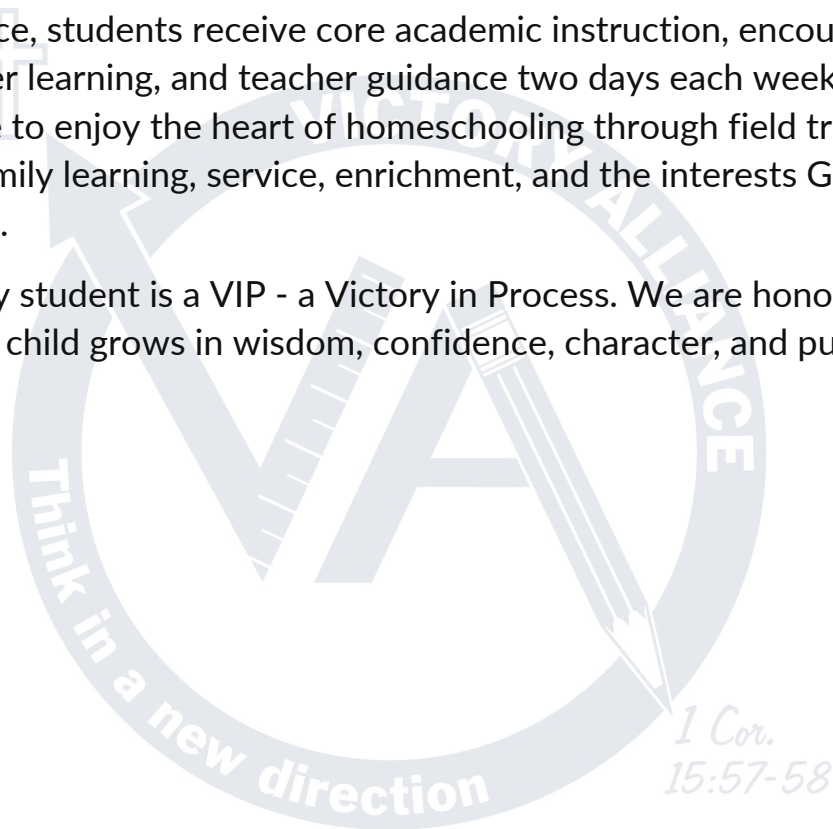 ce, students receive core academic instruction, encou
er learning, and teacher guidance two days each week
e to enjoy the heart of homeschooling through field tr
mily learning, service, enrichment, and the interests G
.
y student is a VIP - a Victory in Process. We are hono
child grows in wisdom, confidence, character, and pu
VICTORY ALLIANCE
Think in a new direction
1 Cor.
15:57-58